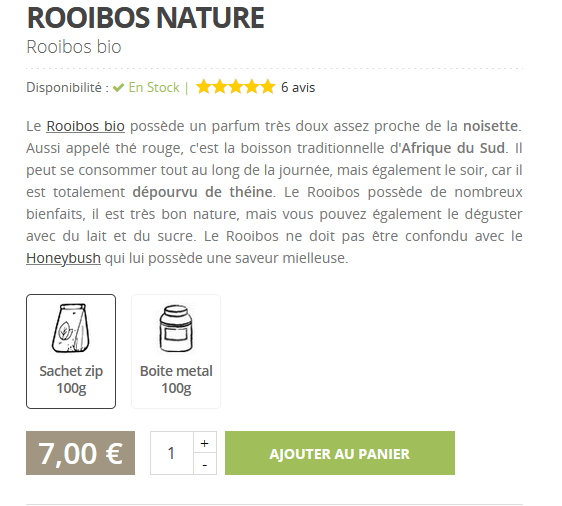 ROOIBOS NATURE
Rooibos bio
Disponibilité : En Stock | 6 avis
Le Rooibos bio possède un parfum très doux assez proche de la noisette.
Aussi appelé thé rouge, c'est la boisson traditionnelle d'Afrique du Sud. Il
peut se consommer tout au long de la journée, mais également le soir, car il
est totalement dépourvu de théine. Le Rooibos possède de nombreux
bienfaits, il est très bon nature, mais vous pouvez également le déguster
avec du lait et du sucre. Le Rooibos ne doit pas être confondu avec le
Honeybush qui lui possède une saveur mielleuse.
Sachet zip
100g
Boite metal
100g
7,00 €
1
+
-
AJOUTER AU PANIER